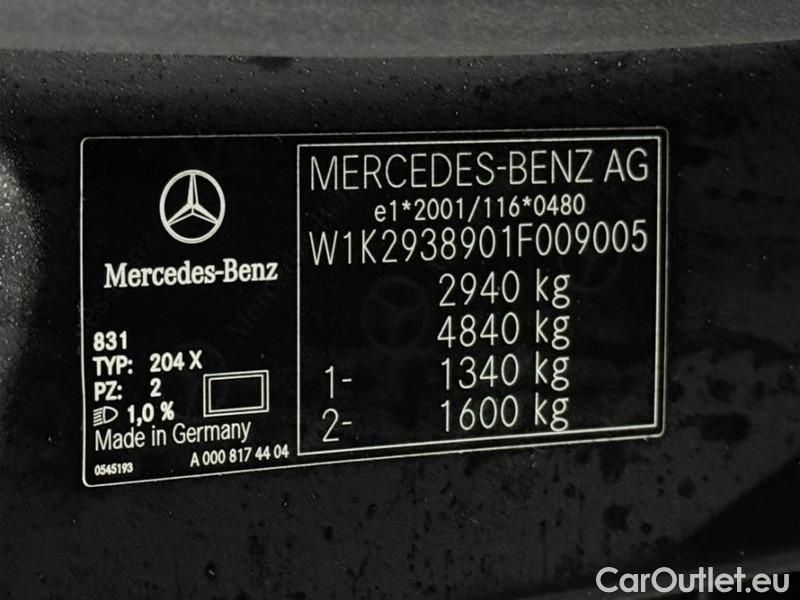 Mercedes-Benz
831
TYP: 204 X
PZ: 2
1,0 %
Made in Germany
0545193
A 000 817 44 04
MERCEDES-BENZ AG
e1*2001/116*0480
W1K2938901F009005
2940 kg
4840 kg
1- 1340 kg
2- 1600 kg
CarOutlet.eu